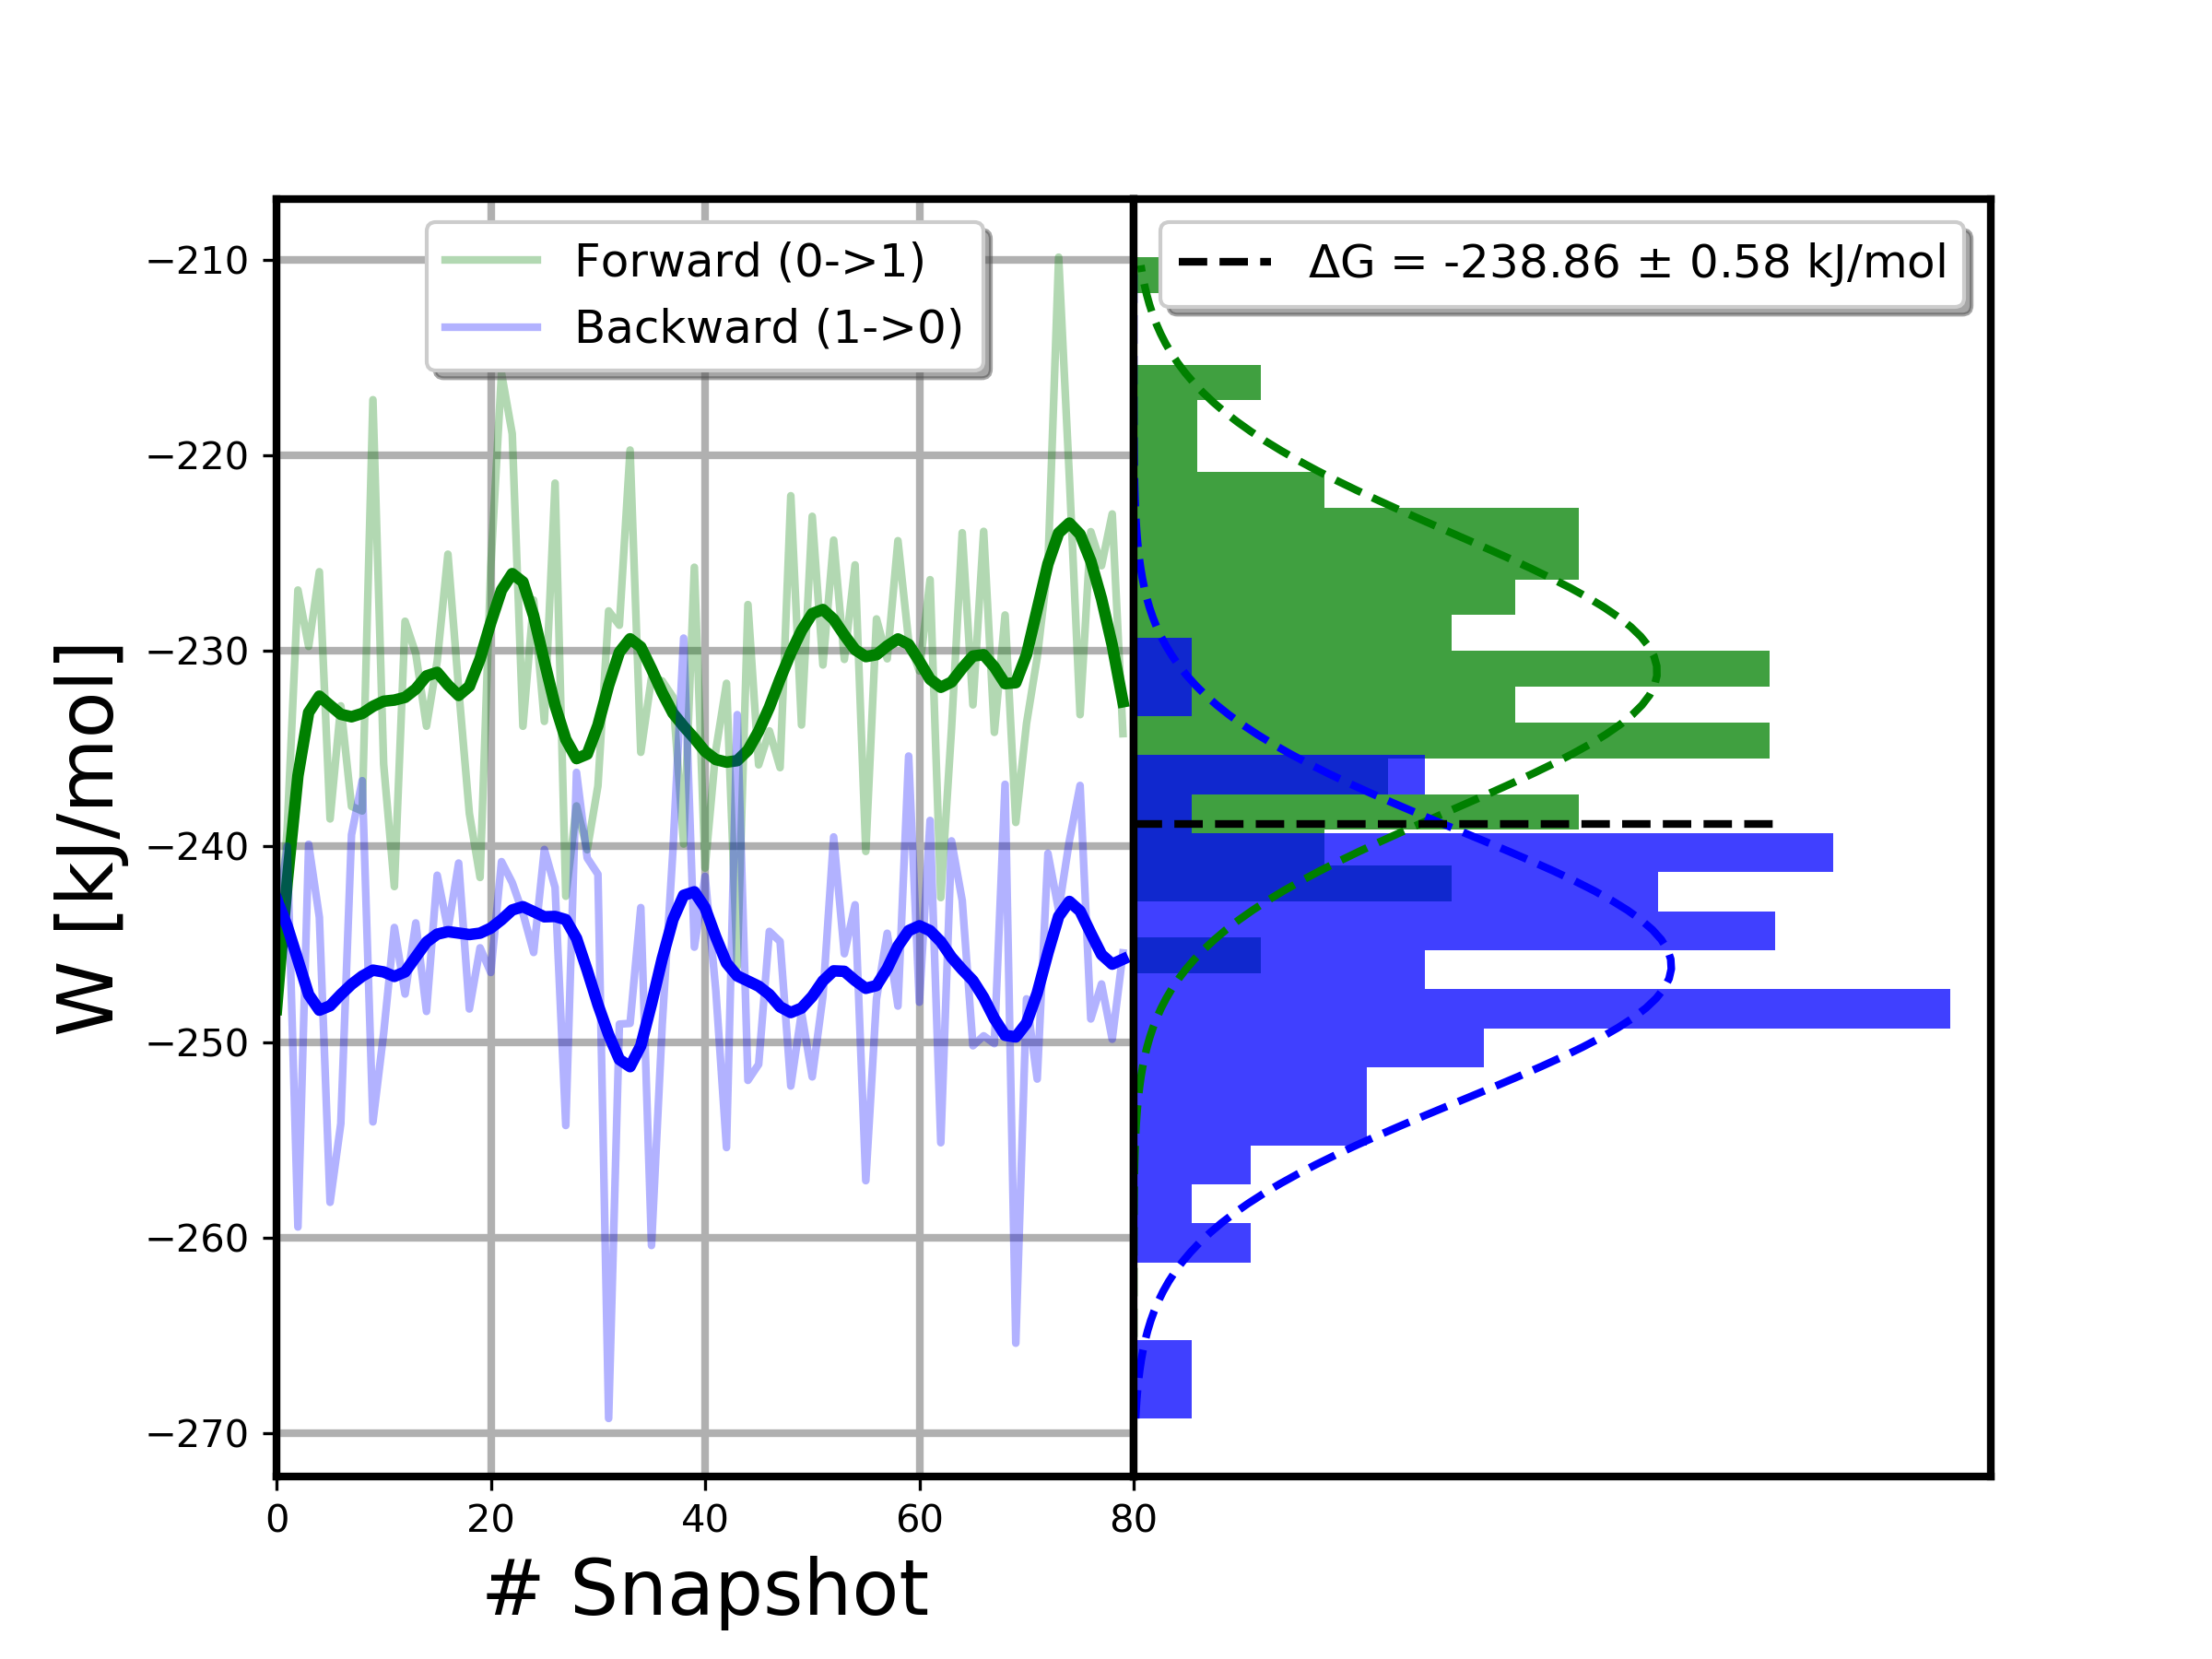 Forward (0->1)
Backward (1->0)
ΔG = -238.86 ± 0.58 kJ/mol
−210
−220
−230
−240
−250
−260
−270
W [kJ/mol]
0 20 40 60 80
# Snapshot